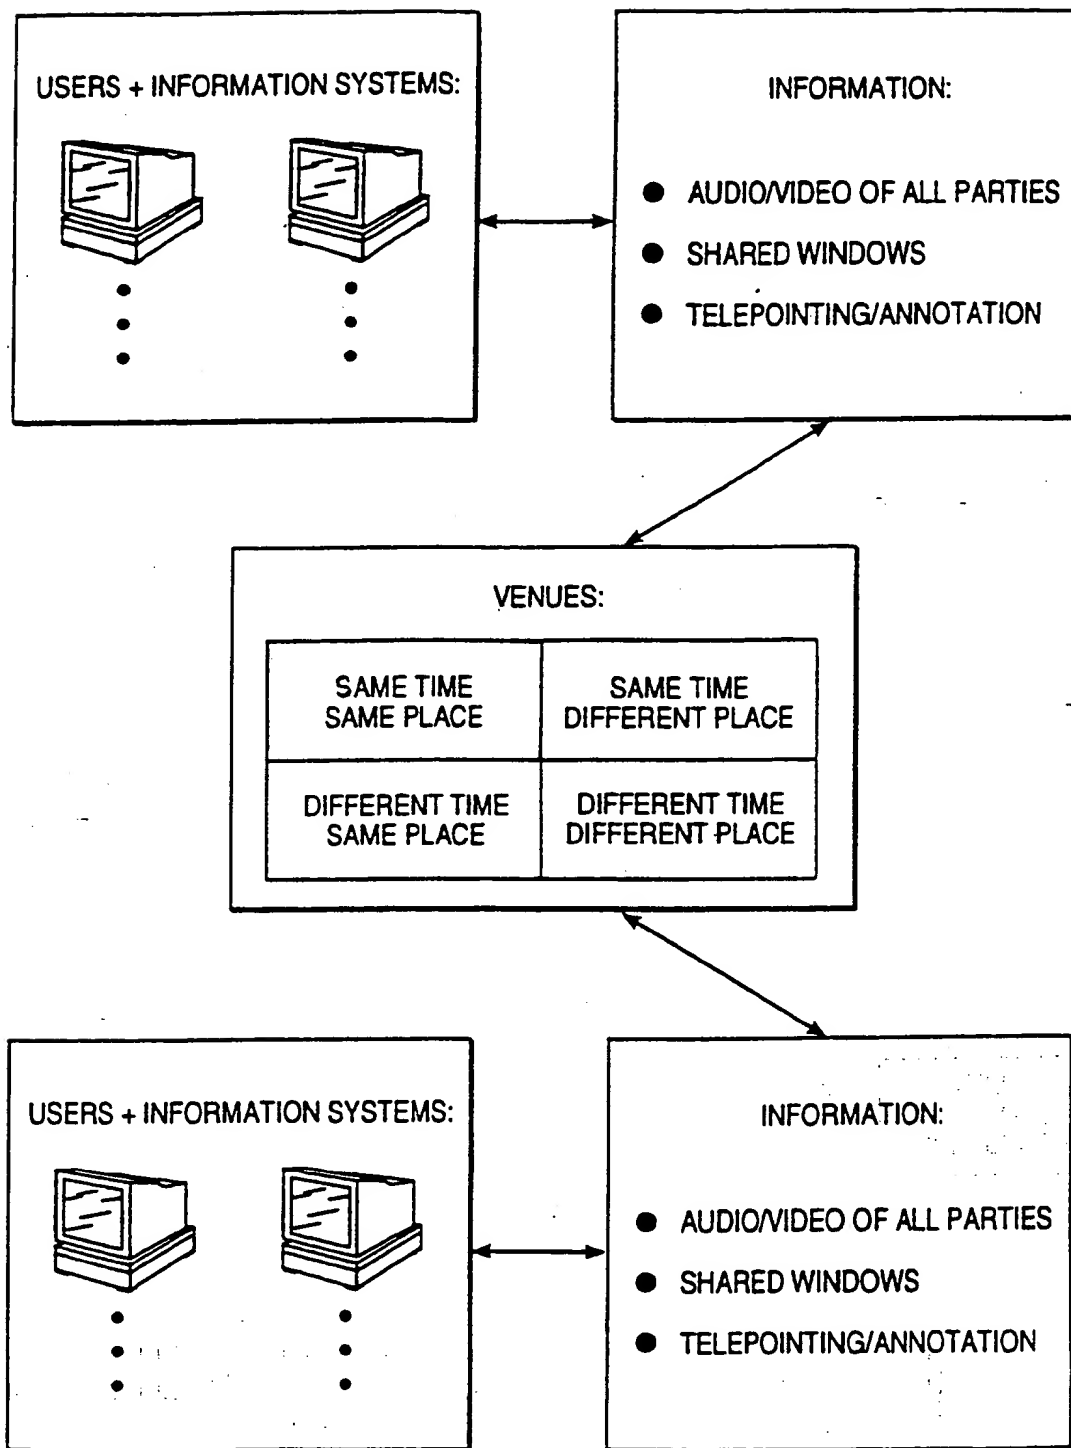 USERS + INFORMATION SYSTEMS:
INFORMATION:
● AUDIO/VIDEO OF ALL PARTIES
● SHARED WINDOWS
● TELEPOINTING/ANNOTATION
VENUES:
SAME TIME
SAME PLACE
SAME TIME
DIFFERENT PLACE
DIFFERENT TIME
SAME PLACE
DIFFERENT TIME
DIFFERENT PLACE
USERS + INFORMATION SYSTEMS:
INFORMATION:
● AUDIO/VIDEO OF ALL PARTIES
● SHARED WINDOWS
● TELEPOINTING/ANNOTATION